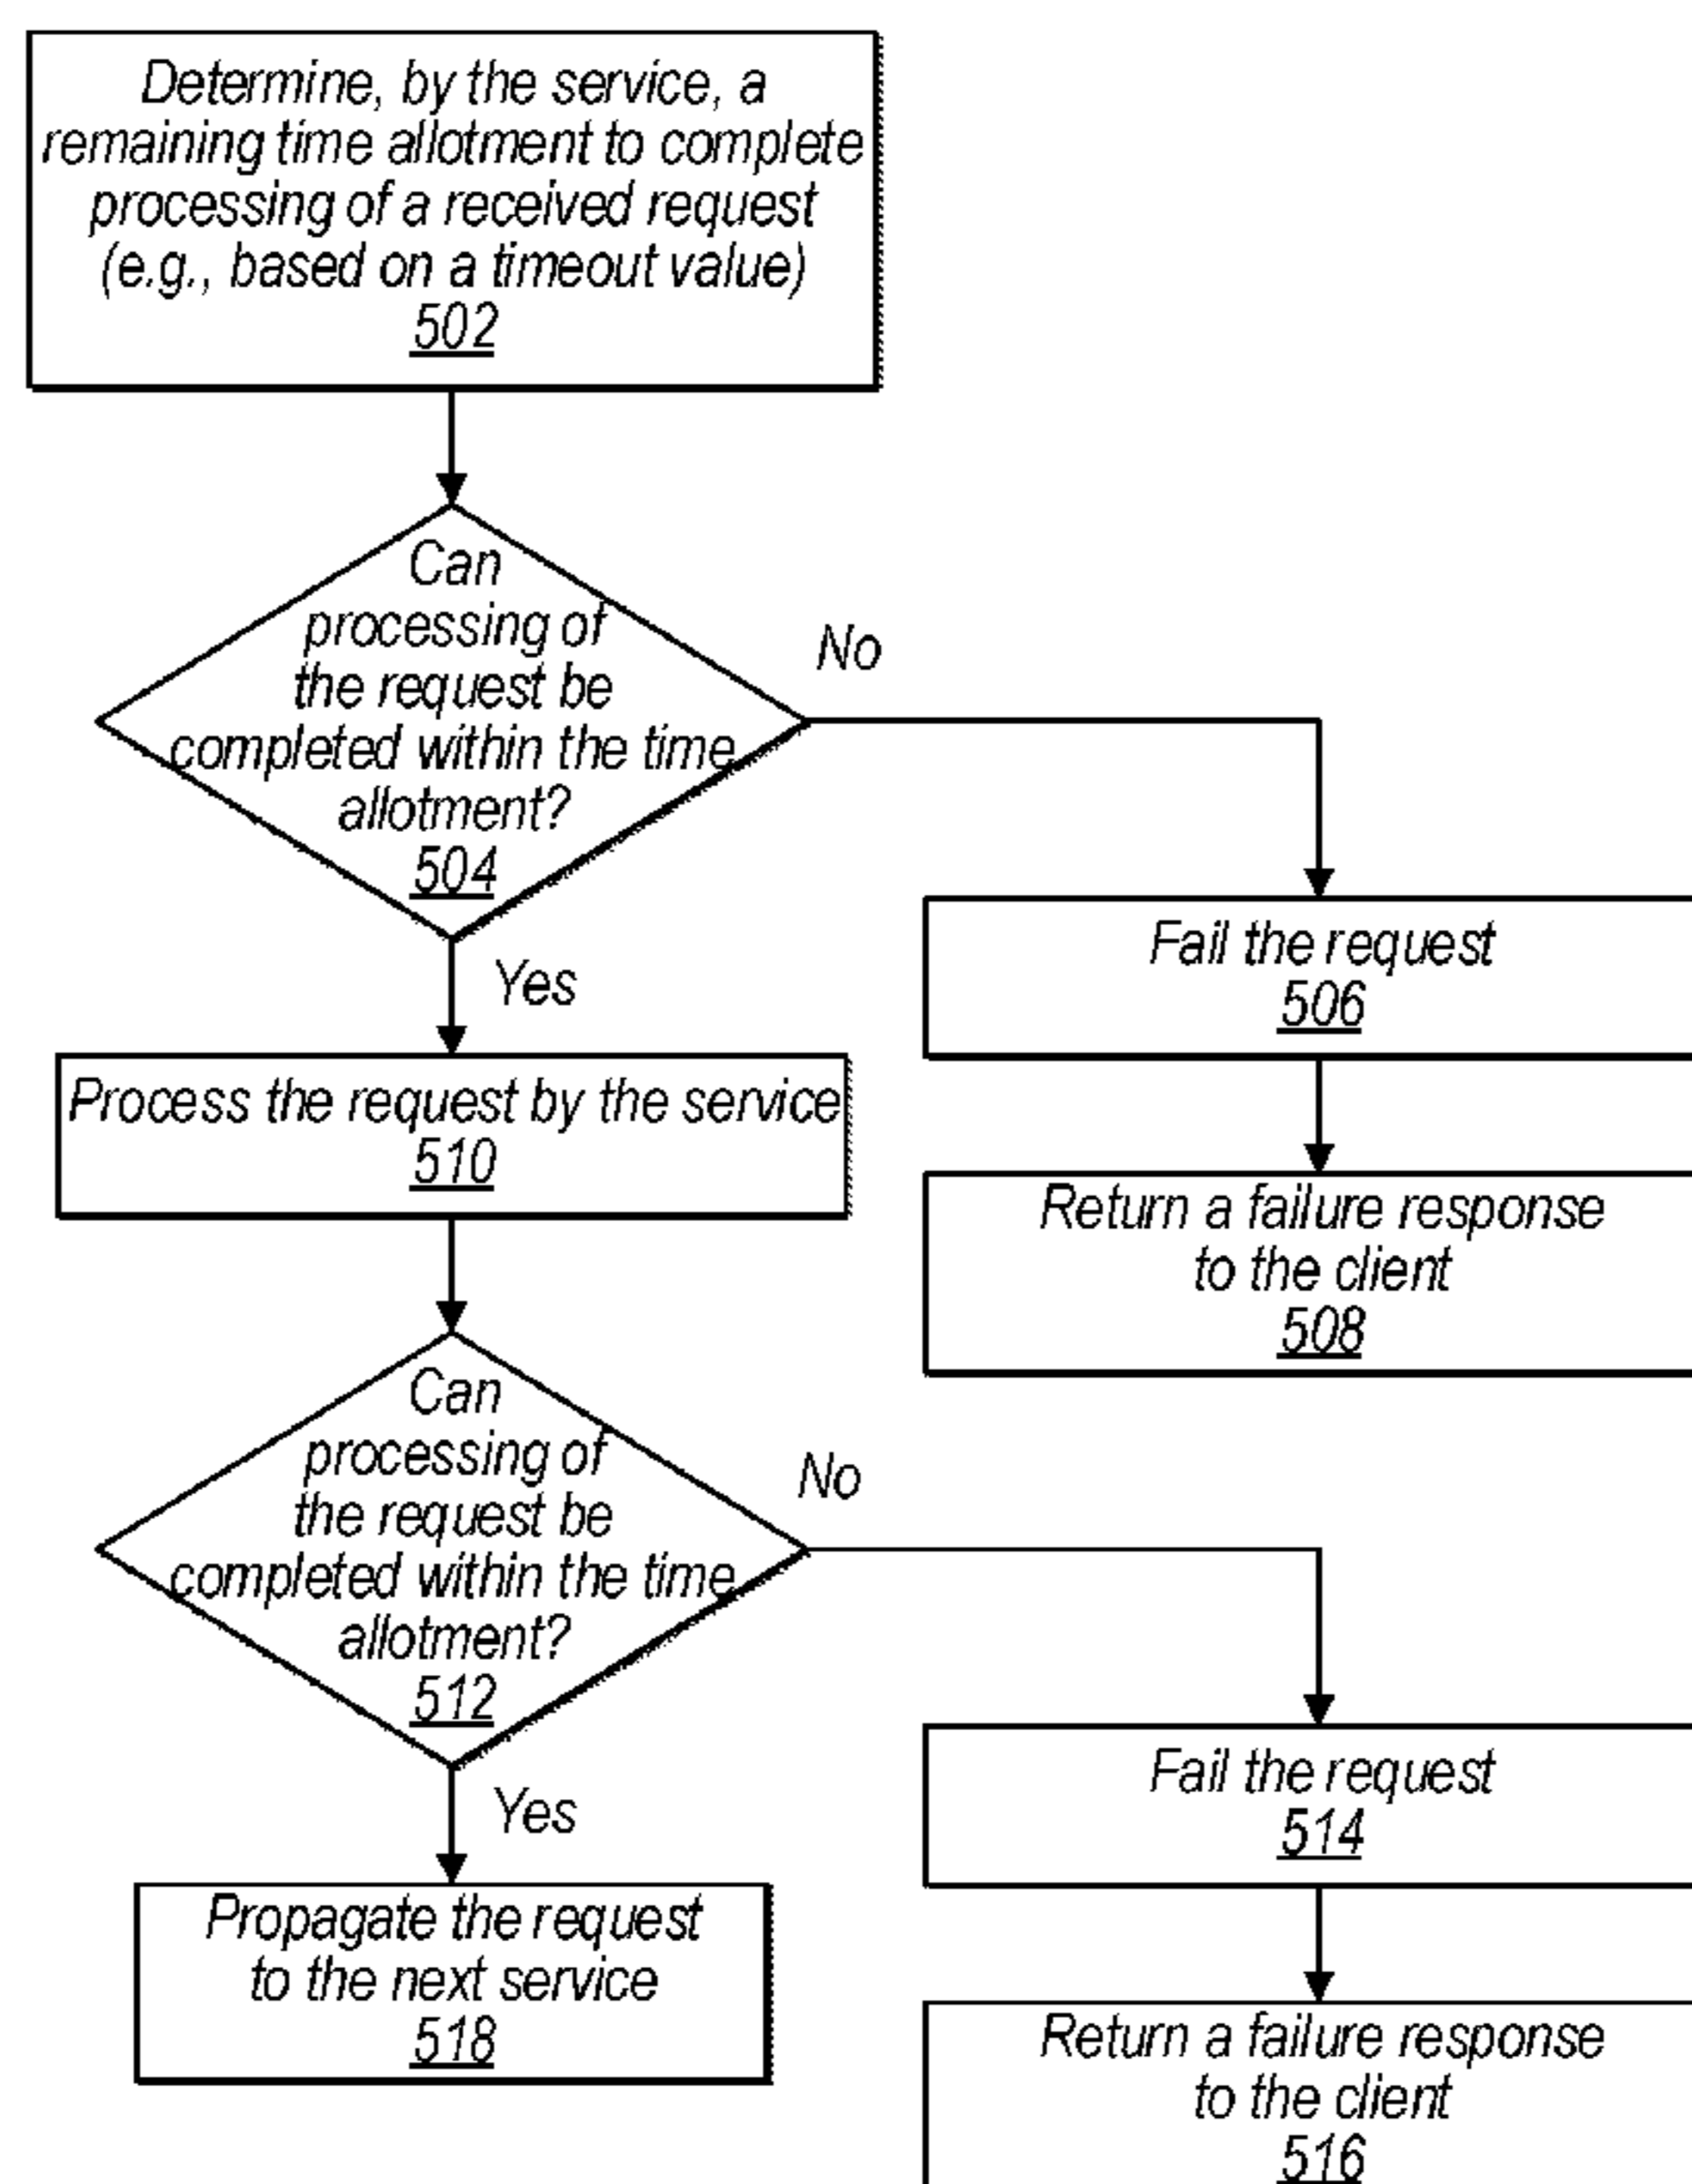 Determine, by the service, a
remaining time allotment to complete
processing of a received request
(e.g., based on a timeout value)
502
Can
processing of
the request be
completed within the time
allotment?
504
No
Yes
Fail the request
506
Process the request by the service
510
Return a failure response
to the client
508
Can
processing of
the request be
completed within the time
allotment?
512
No
Yes
Fail the request
514
Propagate the request
to the next service
518
Return a failure response
to the client
516